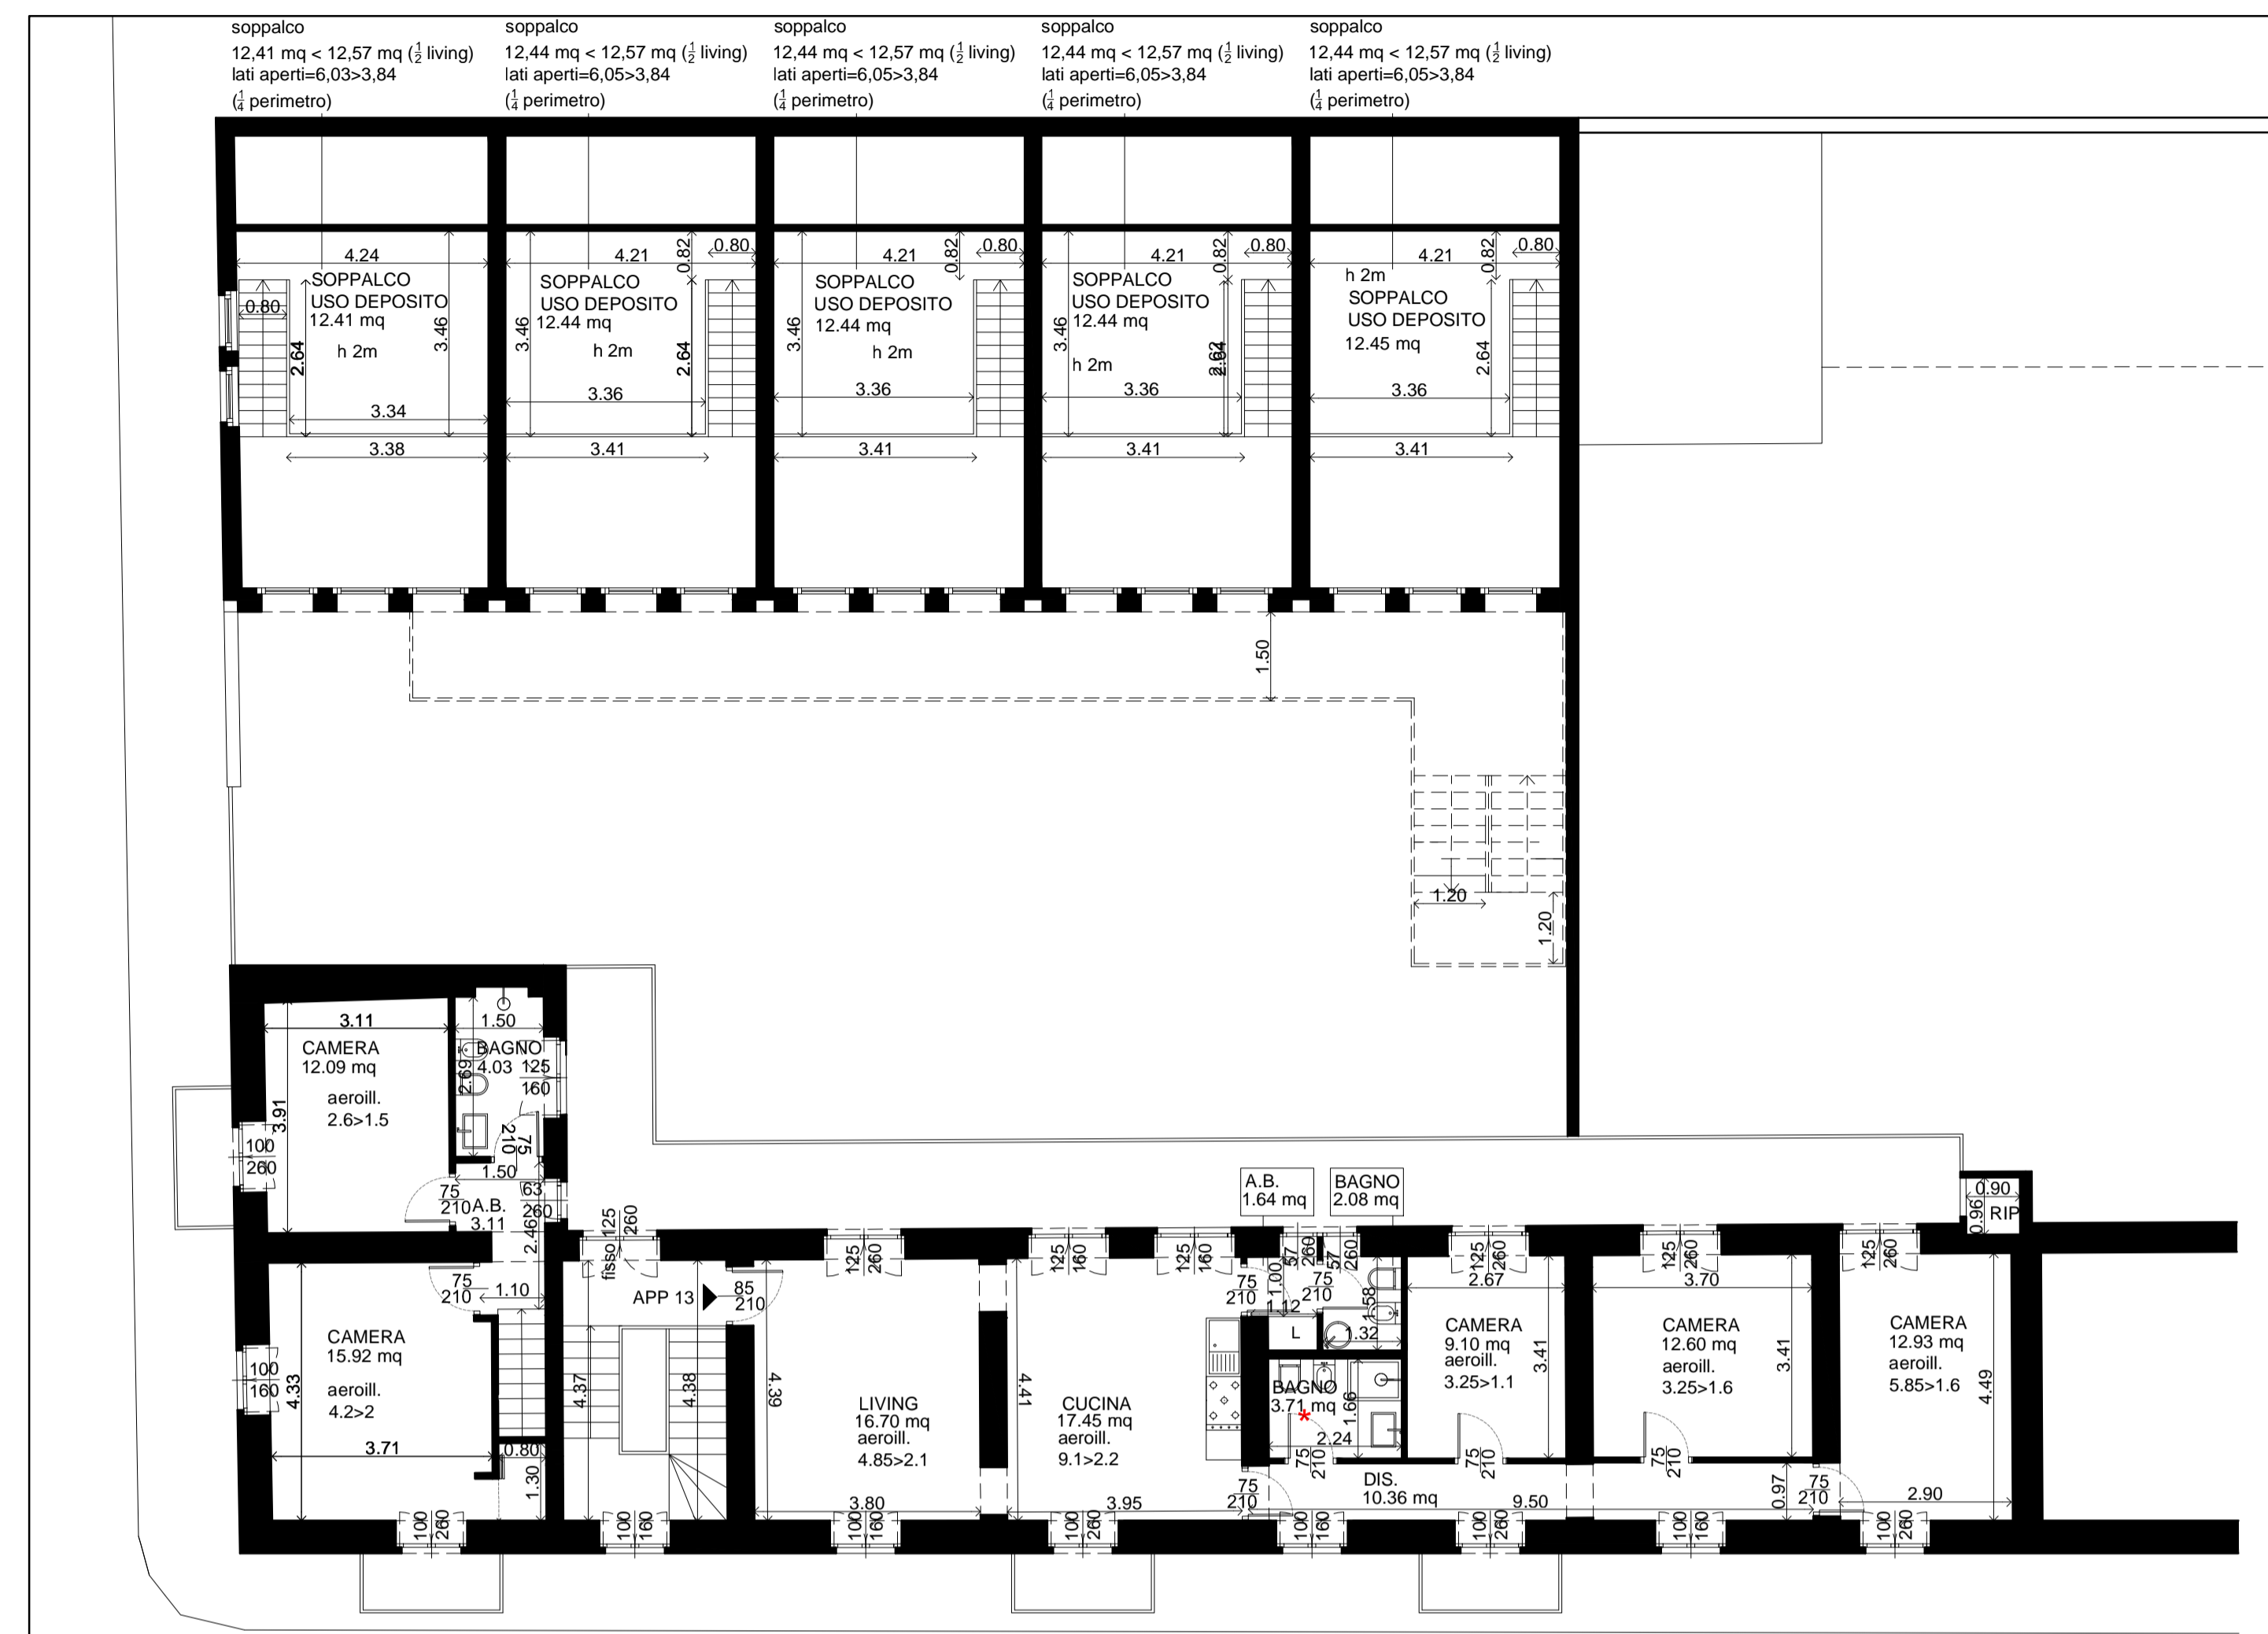 soppalco
12,41 mq < 12,57 mq (½ living)
lati aperti=6,03>3,84
(¼ perimetro)
soppalco
12,44 mq < 12,57 mq (½ living)
lati aperti=6,05>3,84
(¼ perimetro)
soppalco
12,44 mq < 12,57 mq (½ living)
lati aperti=6,05>3,84
(¼ perimetro)
soppalco
12,44 mq < 12,57 mq (½ living)
lati aperti=6,05>3,84
(¼ perimetro)
soppalco
12,44 mq < 12,57 mq (½ living)
lati aperti=6,05>3,84
(¼ perimetro)
4.24
SOPPALCO
USO DEPOSITO
12.41 mq
h 2m
0.80
2.64
3.46
3.34
3.38
4.21
0.82
0.80
SOPPALCO
USO DEPOSITO
12.44 mq
h 2m
3.46
2.64
3.36
3.41
4.21
0.82
0.80
SOPPALCO
USO DEPOSITO
12.44 mq
h 2m
3.46
3.36
3.41
4.21
0.82
0.80
SOPPALCO
USO DEPOSITO
12.44 mq
h 2m
3.46
2.62
2.64
3.36
3.41
4.21
0.82
0.80
h 2m
SOPPALCO
USO DEPOSITO
12.45 mq
2.64
3.36
3.41
1.50
1.20
1.20
3.11
CAMERA
12.09 mq
aeroill.
2.6>1.5
3.91
100
260
1.50
BAGNO
4.03
2.69
125
160
75
210
1.50
75
210
A.B.
3.11
63
260
2.46
75
210
1.10
CAMERA
15.92 mq
aeroill.
4.2>2
100
160
4.33
3.71
0.80
1.30
100
260
fisso
125
260
APP 13
85
210
4.37
4.38
100
160
4.39
125
260
LIVING
16.70 mq
aeroill.
4.85>2.1
3.80
100
160
125
160
125
160
4.41
CUCINA
17.45 mq
aeroill.
9.1>2.2
3.95
100
260
A.B.
1.64 mq
BAGNO
2.08 mq
57
260
57
260
75
210
1.00
75
210
1.12
1.58
L
1.32
BAGNO
3.71 mq
*
1.66
2.24
75
210
75
210
DIS.
10.36 mq
9.50
100
160
100
260
125
260
2.67
CAMERA
9.10 mq
aeroill.
3.25>1.1
3.41
75
210
125
260
3.70
CAMERA
12.60 mq
aeroill.
3.25>1.6
3.41
75
210
0.97
100
160
75
210
125
260
CAMERA
12.93 mq
aeroill.
5.85>1.6
4.49
2.90
100
260
0.90
0.96
RIP